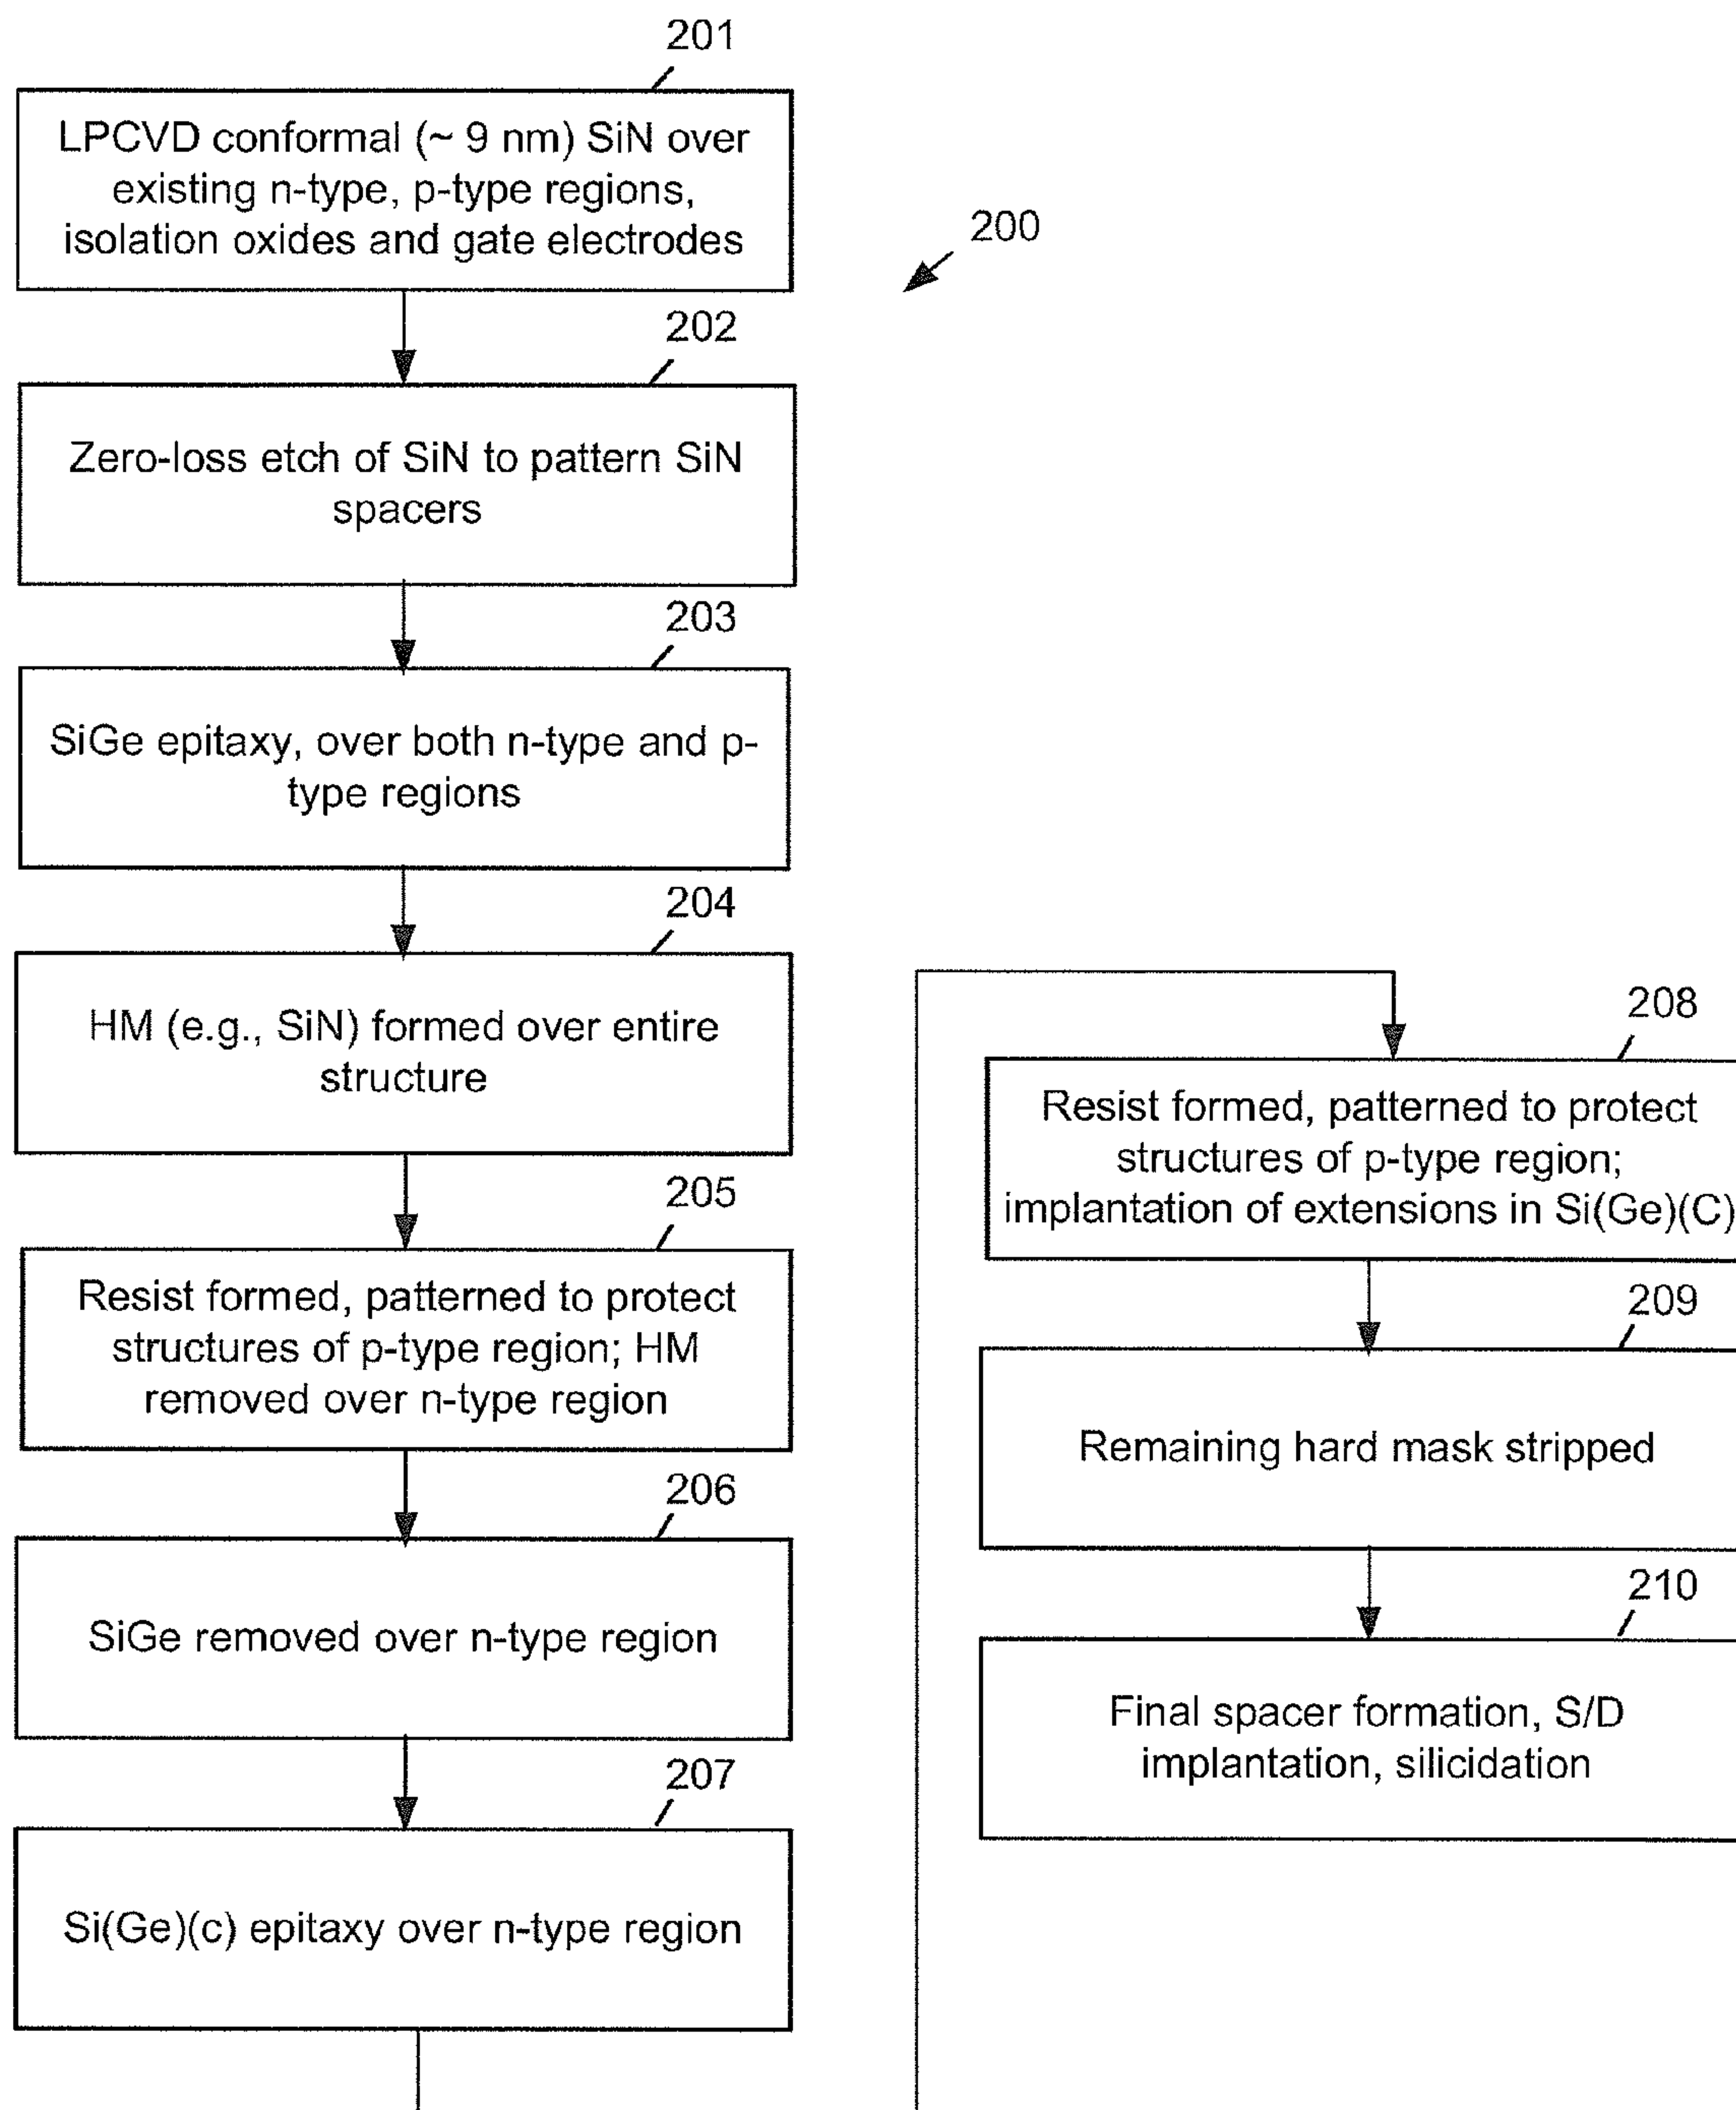 201
LPCVD conformal (~ 9 nm) SiN over
existing n-type, p-type regions,
isolation oxides and gate electrodes
200
202
Zero-loss etch of SiN to pattern SiN
spacers
203
SiGe epitaxy, over both n-type and p-
type regions
204
HM (e.g., SiN) formed over entire
structure
205
Resist formed, patterned to protect
structures of p-type region; HM
removed over n-type region
206
SiGe removed over n-type region
207
Si(Ge)(c) epitaxy over n-type region
208
Resist formed, patterned to protect
structures of p-type region;
implantation of extensions in Si(Ge)(C)
209
Remaining hard mask stripped
210
Final spacer formation, S/D
implantation, silicidation